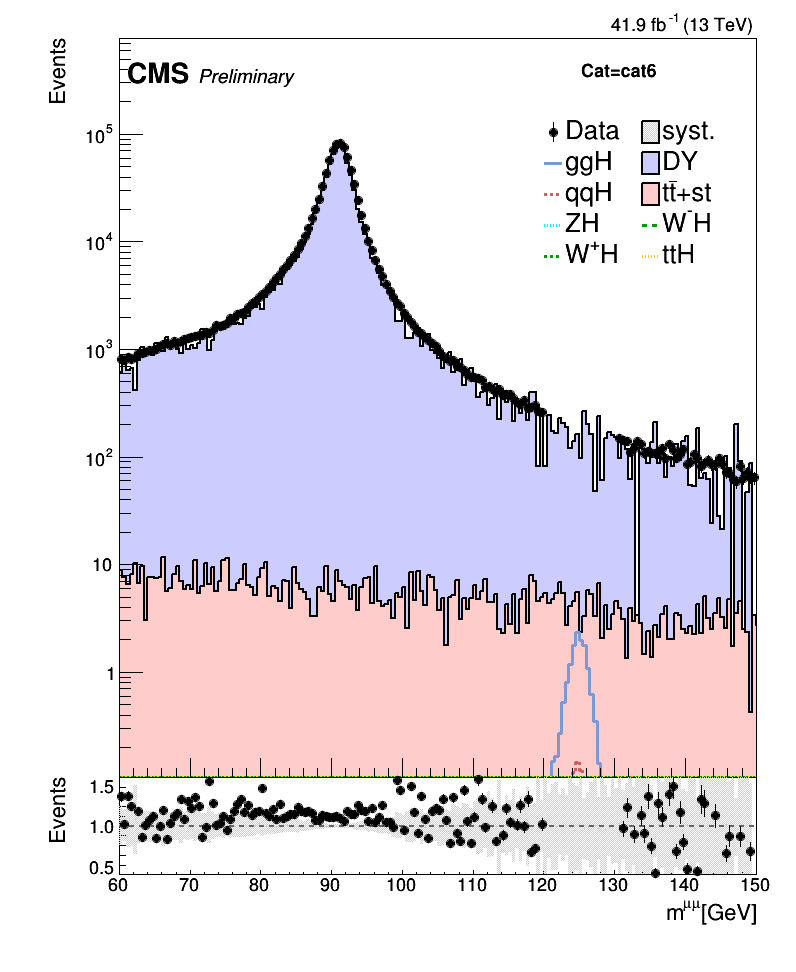 41.9 fb⁻¹ (13 TeV)
Events
CMS Preliminary
Cat=cat6
Data syst.
ggH DY
qqH tt̄+st
ZH W⁻H
W⁺H ttH
10⁵
10⁴
10³
10²
10
1
Events
1.5
1.0
0.5
60 70 80 90 100 110 120 130 140 150
m^μμ[GeV]